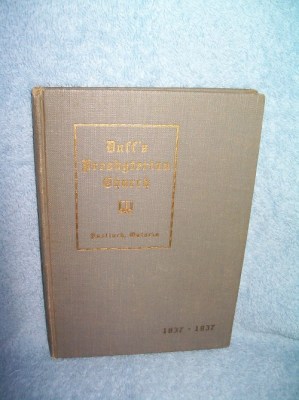 Duff's
Presbyterian
Church
Puslinch, Ontario
1837 · 1937